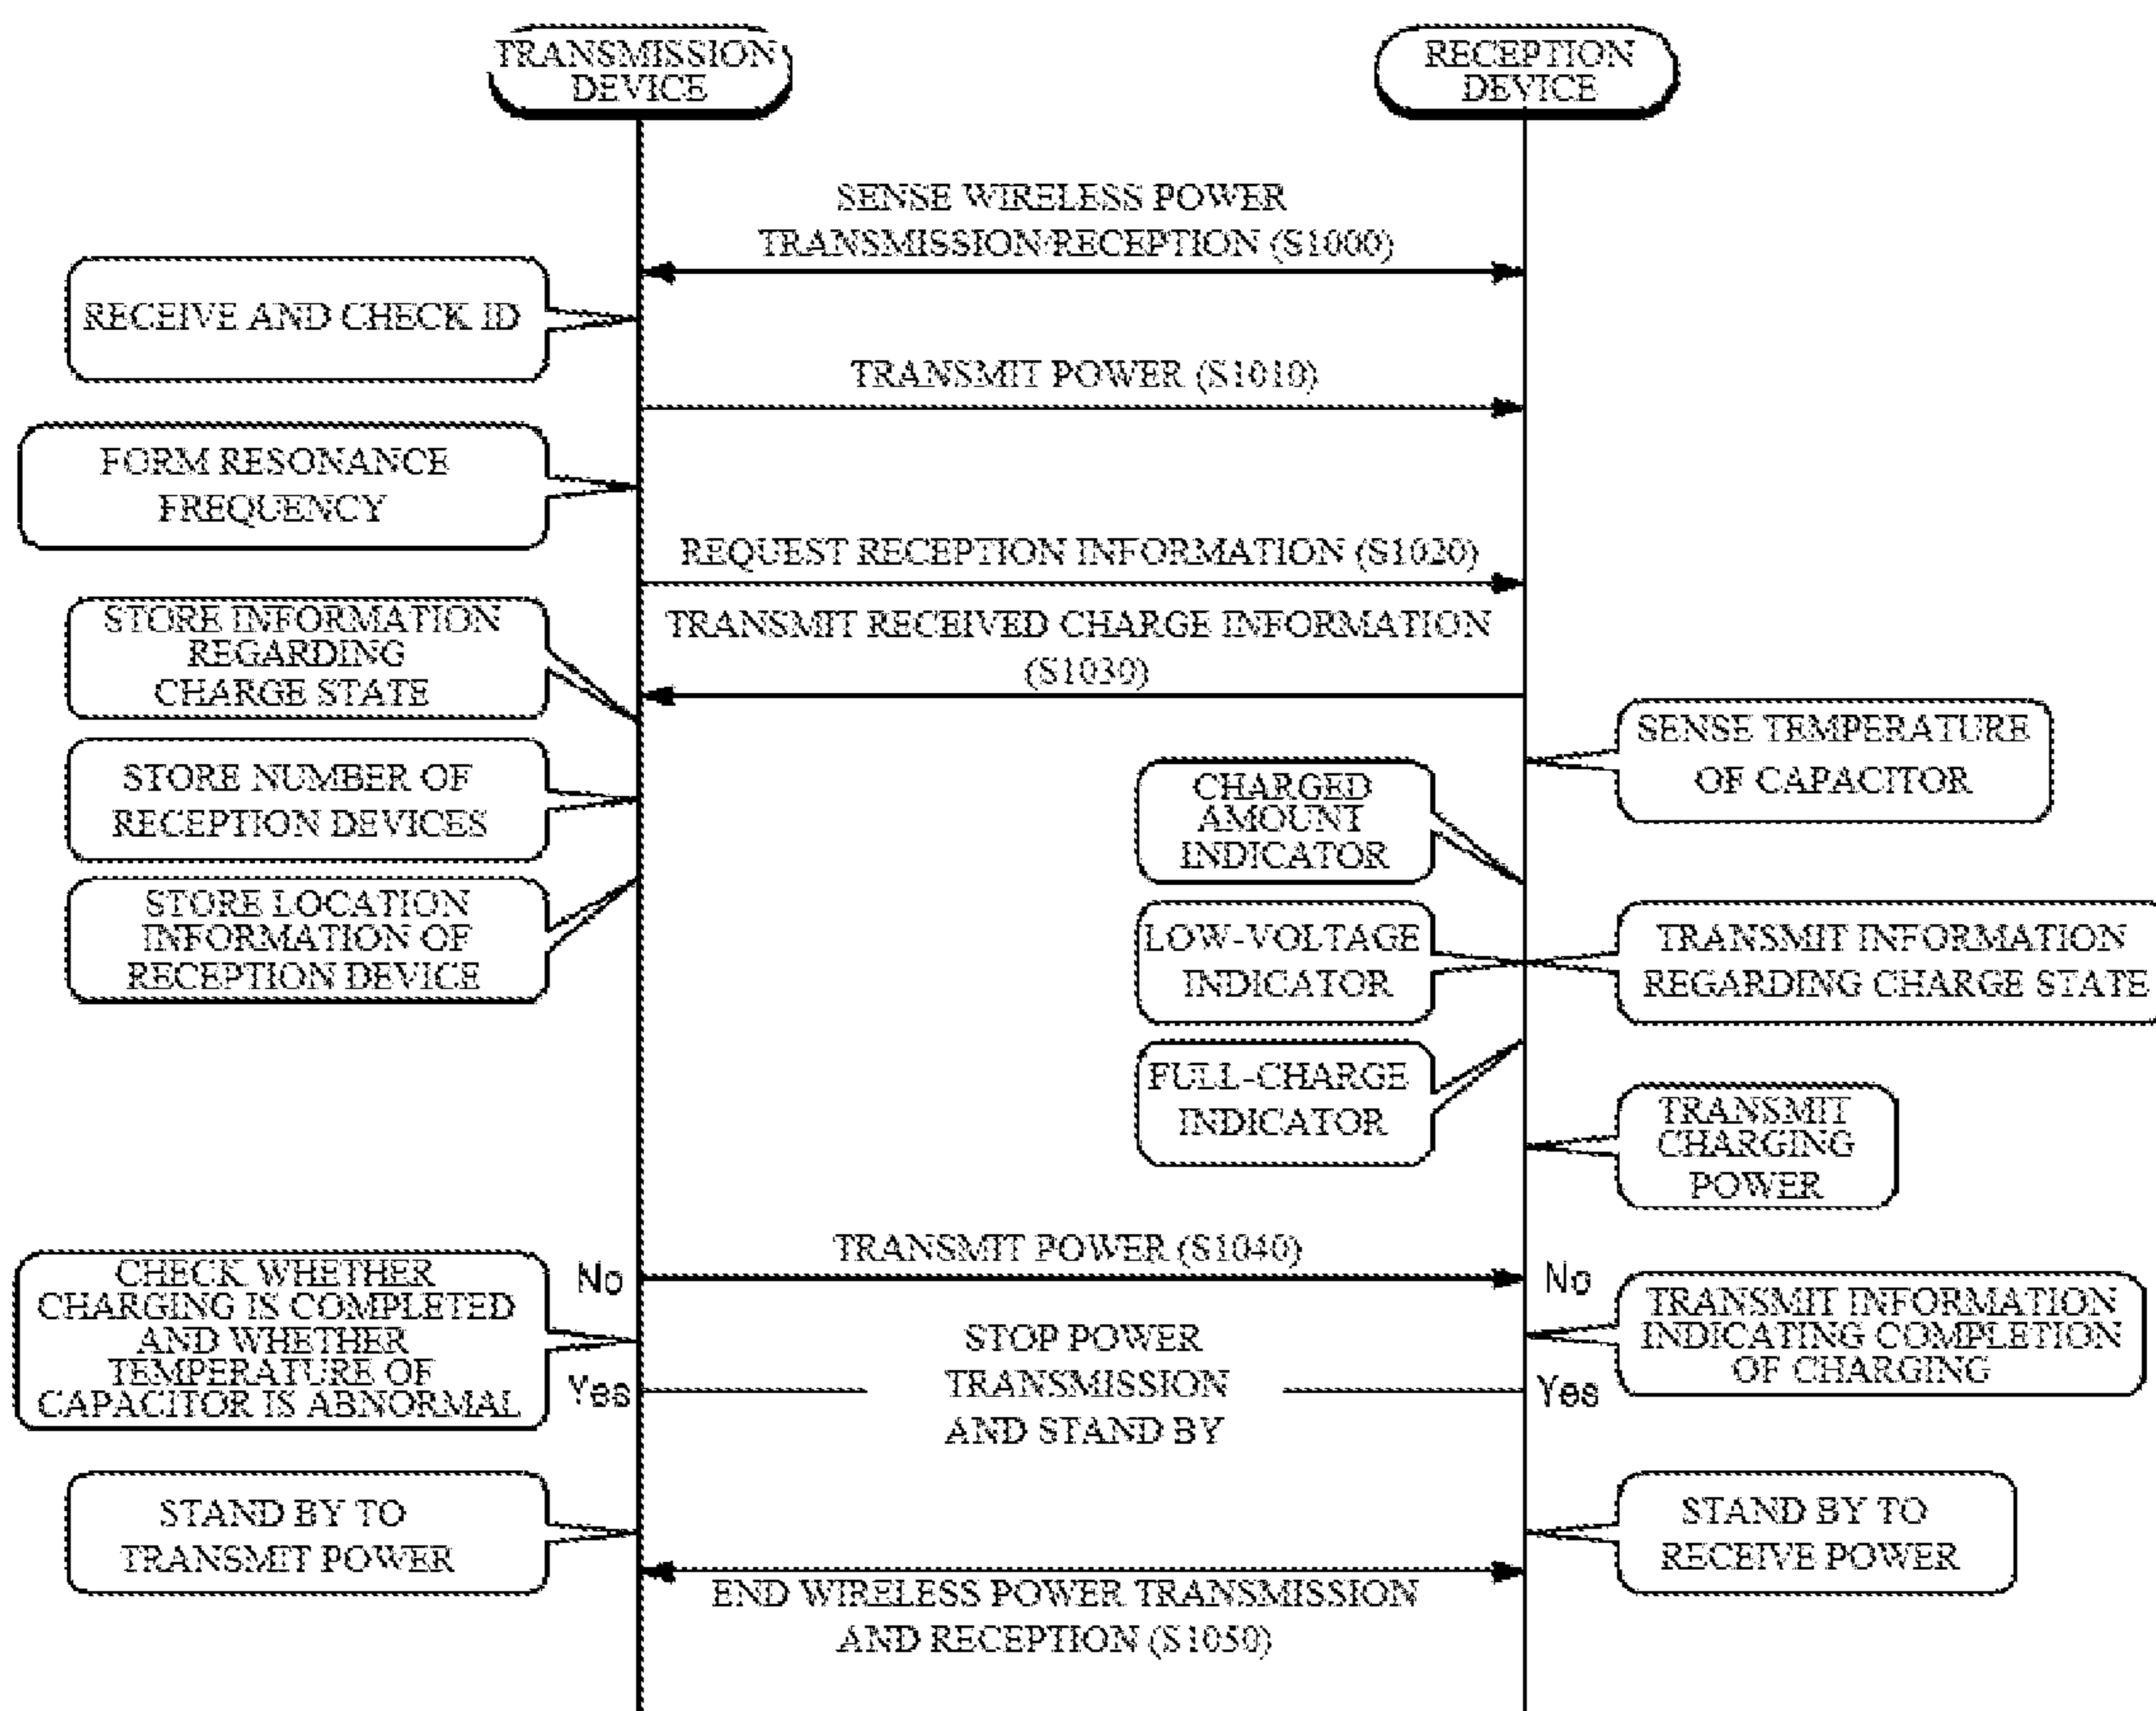 TRANSMISSION
DEVICE
RECEPTION
DEVICE
SENSE WIRELESS POWER
TRANSMISSION/RECEPTION (S1000)
RECEIVE AND CHECK ID
TRANSMIT POWER (S1010)
FORM RESONANCE
FREQUENCY
REQUEST RECEPTION INFORMATION (S1020)
STORE INFORMATION
REGARDING
CHARGE STATE
TRANSMIT RECEIVED CHARGE INFORMATION
(S1030)
SENSE TEMPERATURE
OF CAPACITOR
STORE NUMBER OF
RECEPTION DEVICES
CHARGED
AMOUNT
INDICATOR
STORE LOCATION
INFORMATION OF
RECEPTION DEVICE
LOW-VOLTAGE
INDICATOR
TRANSMIT INFORMATION
REGARDING CHARGE STATE
FULL-CHARGE
INDICATOR
TRANSMIT
CHARGING
POWER
CHECK WHETHER
CHARGING IS COMPLETED
AND WHETHER
TEMPERATURE OF
CAPACITOR IS ABNORMAL
No
TRANSMIT POWER (S1040)
No
TRANSMIT INFORMATION
INDICATING COMPLETION
OF CHARGING
Yes
STOP POWER
TRANSMISSION
AND STAND BY
Yes
STAND BY TO
TRANSMIT POWER
STAND BY TO
RECEIVE POWER
END WIRELESS POWER TRANSMISSION
AND RECEPTION (S1050)